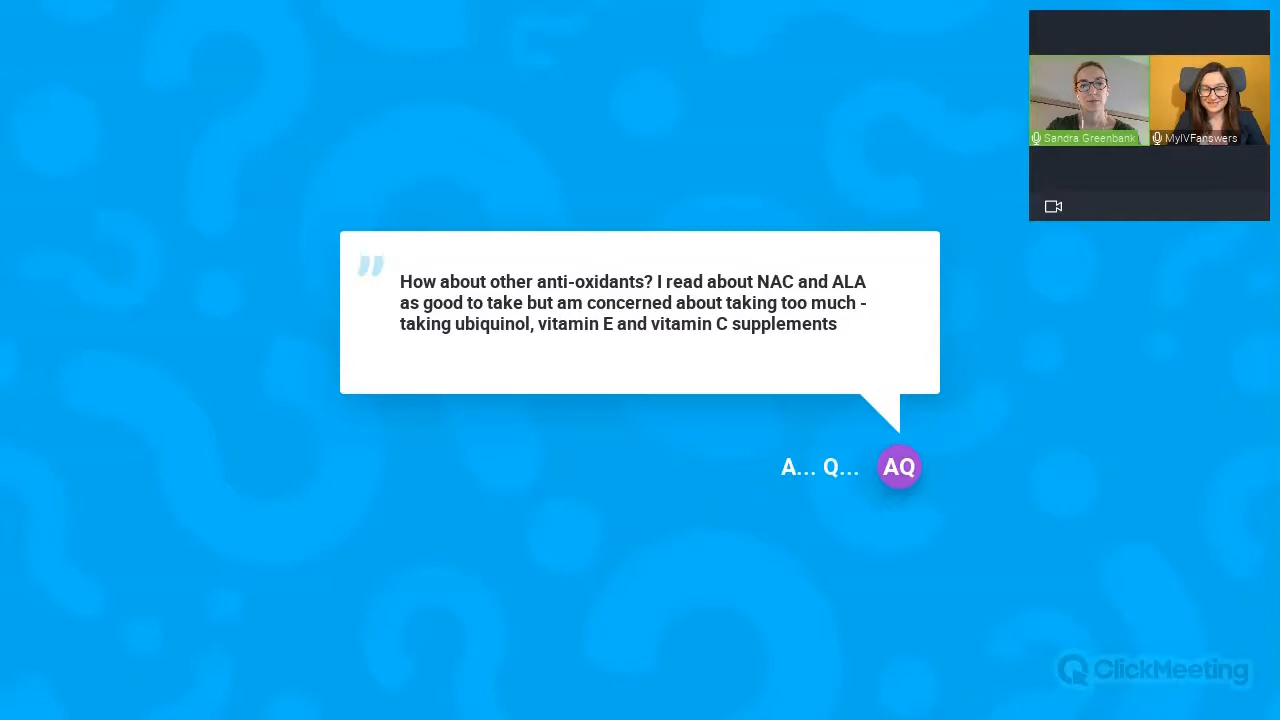 Sandra Greenbank
MyIVFanswers
"
How about other anti-oxidants? I read about NAC and ALA
as good to take but am concerned about taking too much -
taking ubiquinol, vitamin E and vitamin C supplements
A... Q... AQ
ClickMeeting